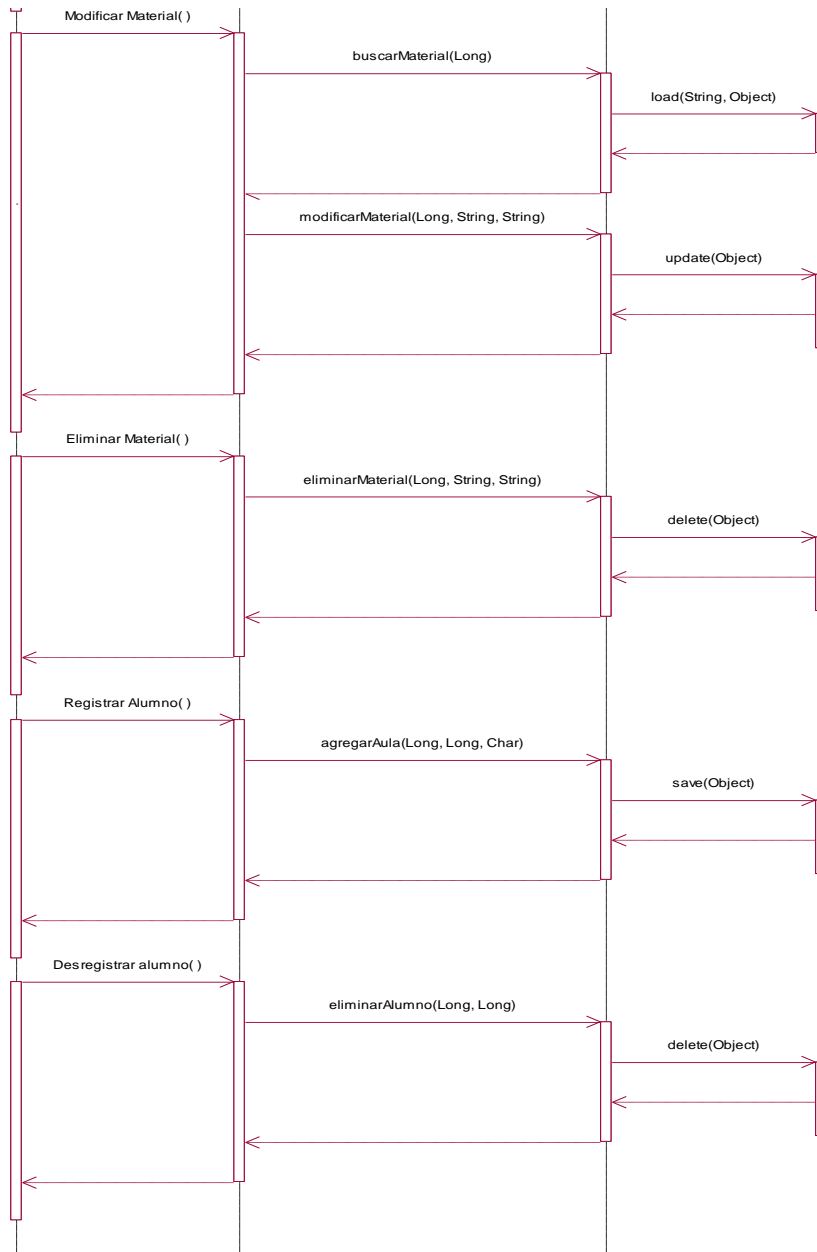 Modificar Material( )
buscarMaterial(Long)
load(String, Object)
modificarMaterial(Long, String, String)
update(Object)
Eliminar Material( )
eliminarMaterial(Long, String, String)
delete(Object)
Registrar Alumno( )
agregarAula(Long, Long, Char)
save(Object)
Desregistrar alumno( )
eliminarAlumno(Long, Long)
delete(Object)